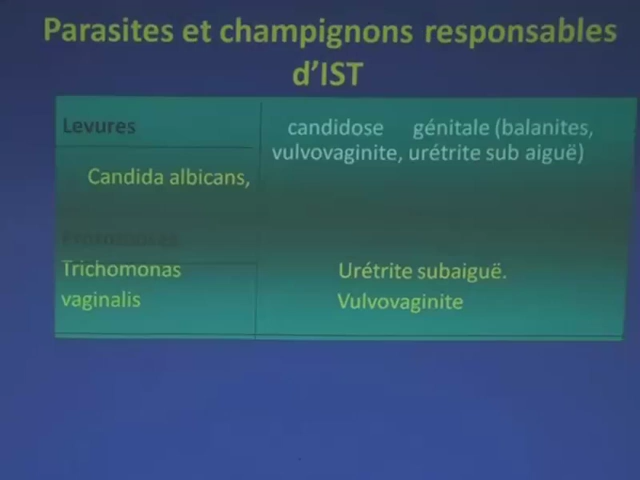 Parasites et champignons responsables
d'IST
Levures
candidose génitale (balanites,
vulvovaginite, urétrite sub aiguë)
Candida albicans,
Trichomonas
vaginalis
Urétrite subaiguë.
Vulvovaginite